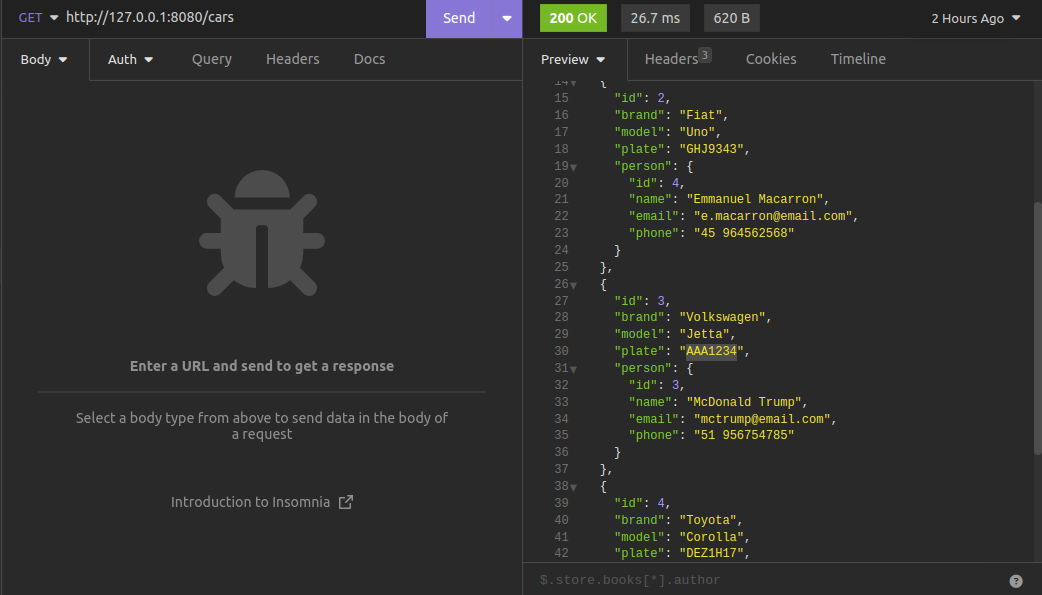 GET http://127.0.0.1:8080/cars Send 200 OK 26.7 ms 620 B 2 Hours Ago
Body Auth Query Headers Docs Preview Headers 3 Cookies Timeline
Enter a URL and send to get a response
Select a body type from above to send data in the body of
a request
Introduction to Insomnia
14 {
15 "id": 2,
16 "brand": "Fiat",
17 "model": "Uno",
18 "plate": "GHJ9343",
19 "person": {
20 "id": 4,
21 "name": "Emmanuel Macarron",
22 "email": "e.macarron@email.com",
23 "phone": "45 964562568"
24 }
25 },
26 {
27 "id": 3,
28 "brand": "Volkswagen",
29 "model": "Jetta",
30 "plate": "AAA1234",
31 "person": {
32 "id": 3,
33 "name": "McDonald Trump",
34 "email": "mctrump@email.com",
35 "phone": "51 956754785"
36 }
37 },
38 {
39 "id": 4,
40 "brand": "Toyota",
41 "model": "Corolla",
42 "plate": "DEZ1H17",
$.store.books[*].author ?